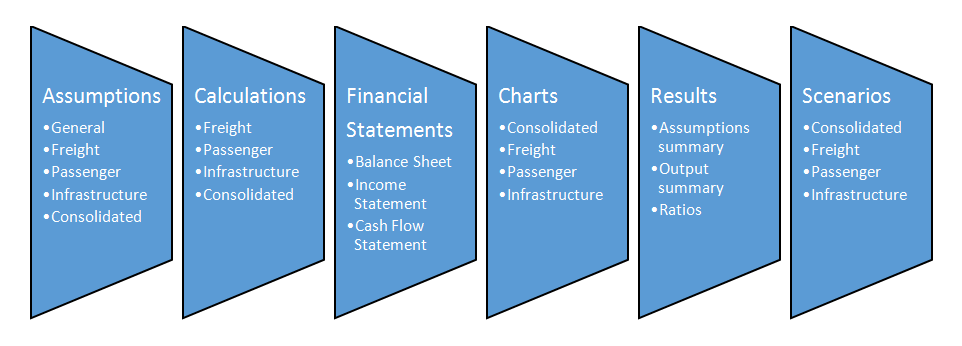 Assumptions
•General
•Freight
•Passenger
•Infrastructure
•Consolidated
Calculations
•Freight
•Passenger
•Infrastructure
•Consolidated
Financial
Statements
•Balance Sheet
•Income
Statement
•Cash Flow
Statement
Charts
•Consolidated
•Freight
•Passenger
•Infrastructure
Results
•Assumptions
summary
•Output
summary
•Ratios
Scenarios
•Consolidated
•Freight
•Passenger
•Infrastructure